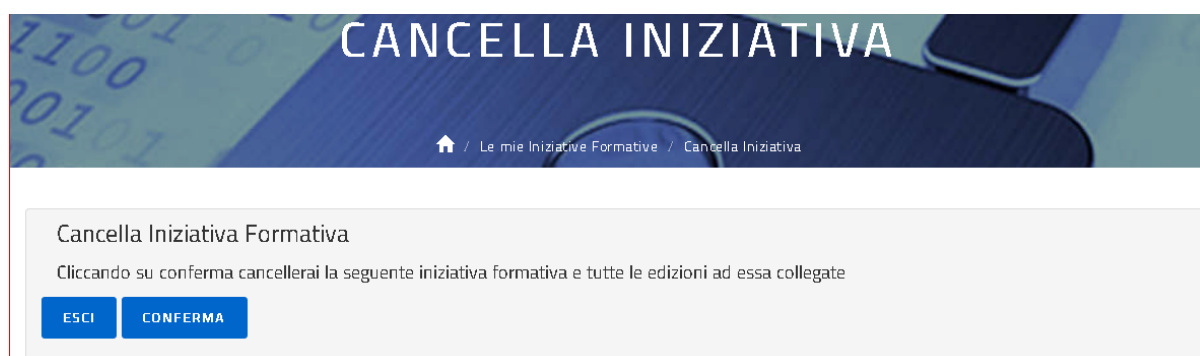 CANCELLA INIZIATIVA
/ Le mie Iniziative Formative / Cancella Iniziativa
Cancella Iniziativa Formativa
Cliccando su conferma cancellerai la seguente iniziativa formativa e tutte le edizioni ad essa collegate
ESCI CONFERMA